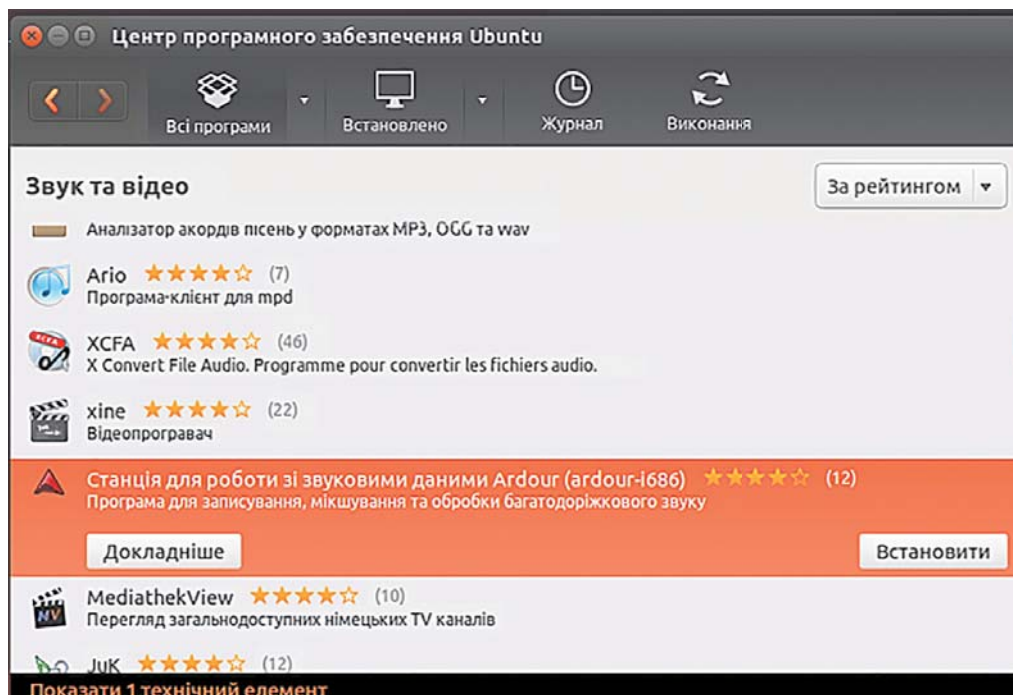 Центр програмного забезпечення Ubuntu
Всі програми
Встановлено
Журнал
Виконання
Звук та відео
За рейтингом
Аналізатор акордів пісень у форматах MP3, OGG та wav
Ario (7)
Програма-клієнт для mpd
XCFA (46)
X Convert File Audio. Programme pour convertir les fichiers audio.
xine (22)
Відеопрогравач
Станція для роботи зі звуковими даними Ardour (ardour-i686) (12)
Програма для записування, мікшування та обробки багатодоріжкового звуку
Докладніше
Встановити
MediathekView (10)
Перегляд загальнодоступних німецьких TV каналів
JuK (12)
Показати 1 технічний елемент